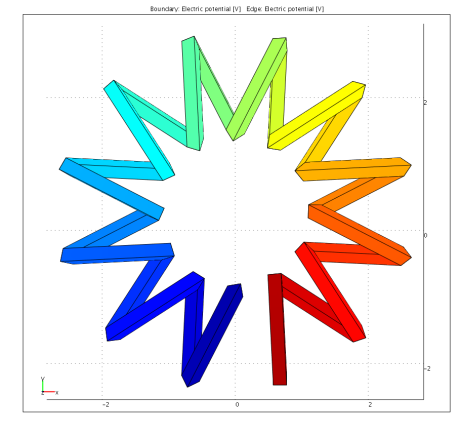 Boundary: Electric potential [V] Edge: Electric potential [V]
2
0
-2
y
z x
-2 0 2